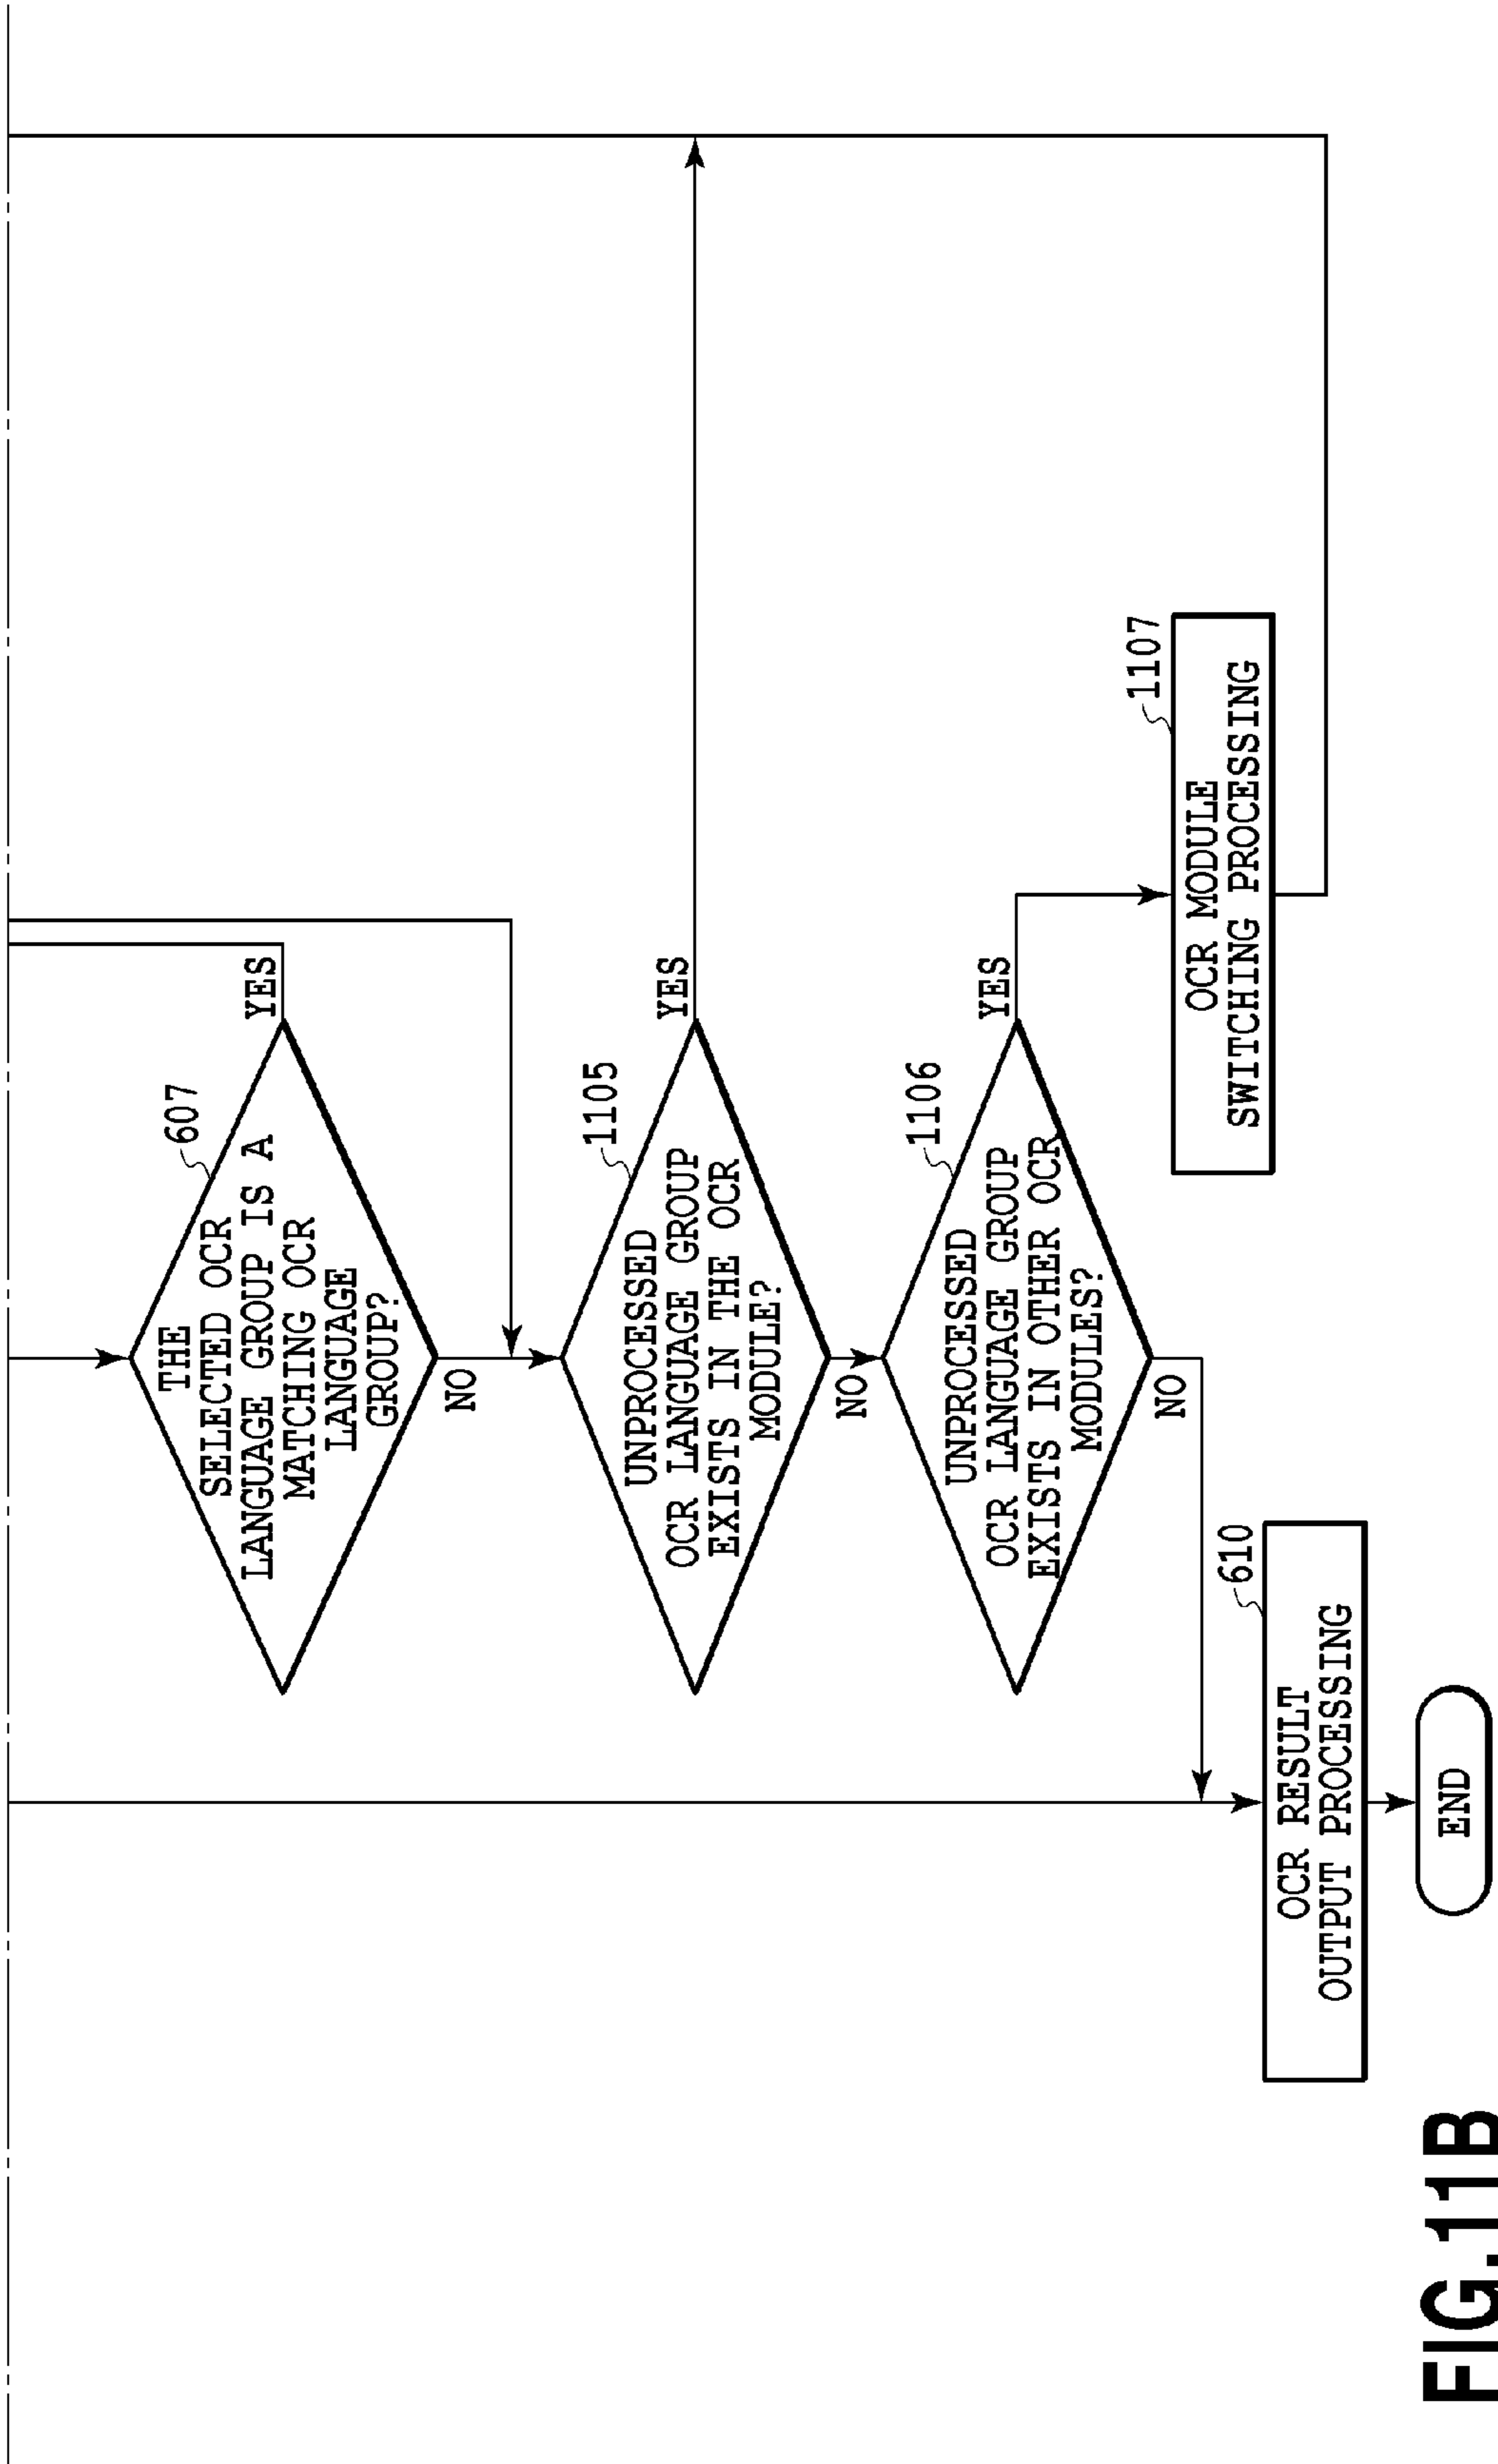 607
THE
SELECTED OCR
LANGUAGE GROUP IS A
MATCHING OCR
LANGUAGE
GROUP?
YES
NO
1105
UNPROCESSED
OCR LANGUAGE GROUP
EXISTS IN THE OCR
MODULE?
YES
NO
1106
UNPROCESSED
OCR LANGUAGE GROUP
EXISTS IN OTHER OCR
MODULES?
YES
NO
1107
OCR MODULE
SWITCHING PROCESSING
610
OCR RESULT
OUTPUT PROCESSING
END
FIG.11B